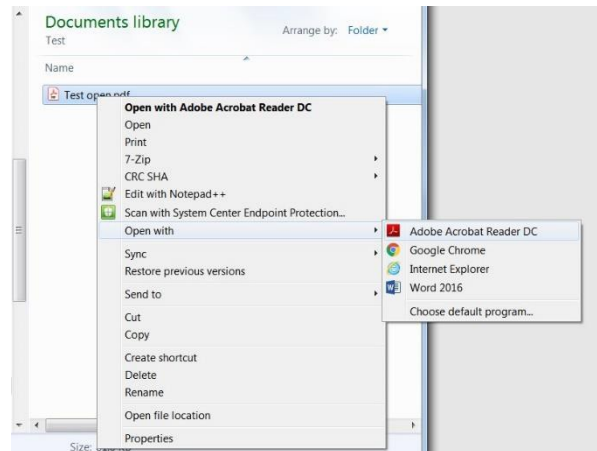 Documents library
Test
Arrange by: Folder
Name
Test open.pdf
Open with Adobe Acrobat Reader DC
Open
Print
7-Zip
CRC SHA
Edit with Notepad++
Scan with System Center Endpoint Protection...
Open with
Adobe Acrobat Reader DC
Google Chrome
Internet Explorer
Word 2016
Choose default program...
Sync
Restore previous versions
Send to
Cut
Copy
Create shortcut
Delete
Rename
Open file location
Properties
Size: